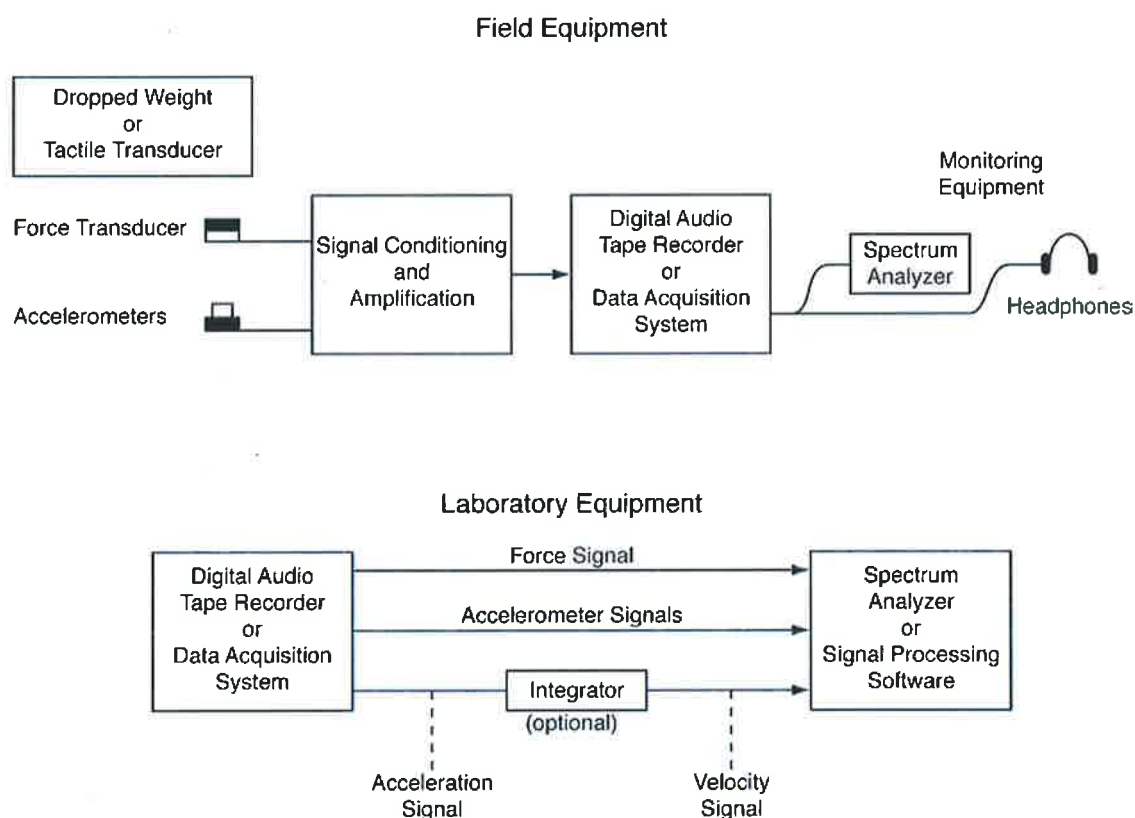 Field Equipment
Dropped Weight
or
Tactile Transducer
Force Transducer
Accelerometers
Signal Conditioning
and
Amplification
Digital Audio
Tape Recorder
or
Data Acquisition
System
Monitoring
Equipment
Spectrum
Analyzer
Headphones
Laboratory Equipment
Digital Audio
Tape Recorder
or
Data Acquisition
System
Force Signal
Accelerometer Signals
Integrator
(optional)
Acceleration
Signal
Velocity
Signal
Spectrum
Analyzer
or
Signal Processing
Software